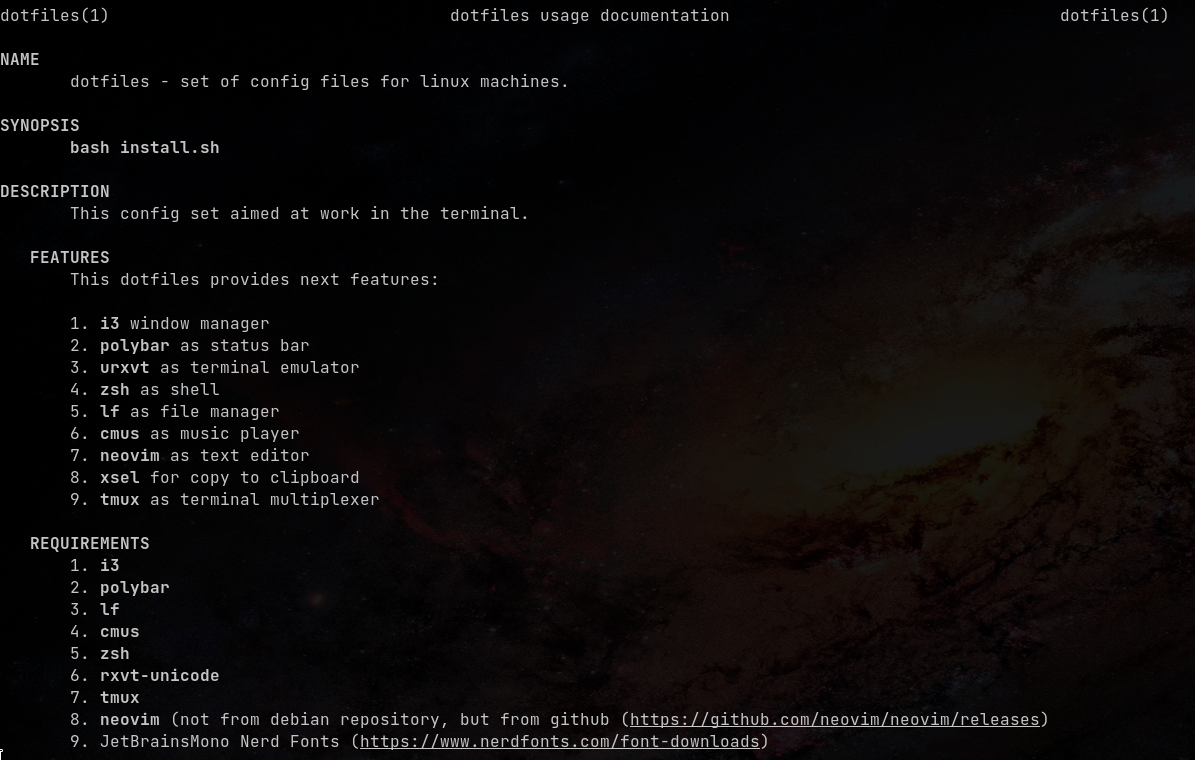 dotfiles(1) dotfiles usage documentation dotfiles(1)
NAME
dotfiles - set of config files for linux machines.
SYNOPSIS
bash install.sh
DESCRIPTION
This config set aimed at work in the terminal.
FEATURES
This dotfiles provides next features:
1. i3 window manager
2. polybar as status bar
3. urxvt as terminal emulator
4. zsh as shell
5. lf as file manager
6. cmus as music player
7. neovim as text editor
8. xsel for copy to clipboard
9. tmux as terminal multiplexer
REQUIREMENTS
1. i3
2. polybar
3. lf
4. cmus
5. zsh
6. rxvt-unicode
7. tmux
8. neovim (not from debian repository, but from github (https://github.com/neovim/neovim/releases)
9. JetBrainsMono Nerd Fonts (https://www.nerdfonts.com/font-downloads)